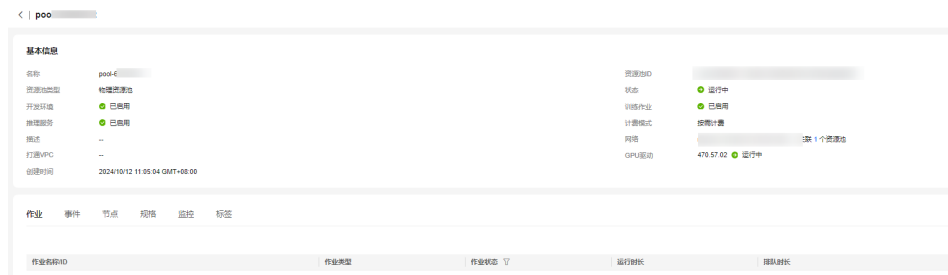 poo
基本信息
名称 pool-6 资源池ID
资源池类型 物理资源池 状态 运行中
开发环境 已启用 训练作业 已启用
推理服务 已启用 计费模式 按需计费
描述 -- 网络 关联 1 个资源池
打通VPC -- GPU驱动 470.57.02 运行中
创建时间 2024/10/12 11:05:04 GMT+08:00
作业 事件 节点 规格 监控 标签
作业名称/ID 作业类型 作业状态 运行时长 排队时长